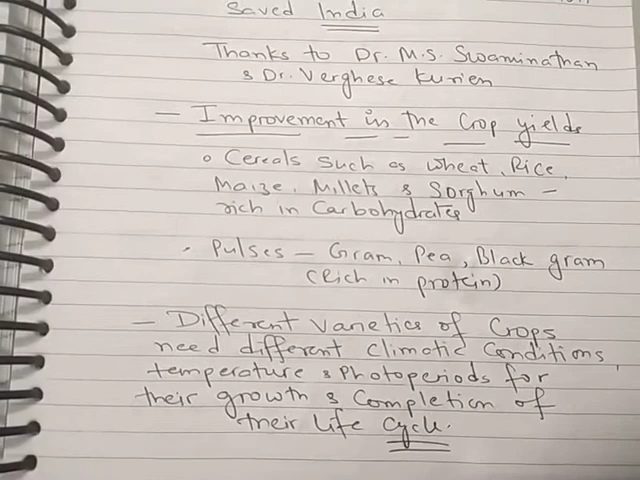 Saved India
Thanks to Dr. M.S. Swaminathan
& Dr. Verghese Kurien
- Improvement in the Crop yields
o Cereals such as wheat, Rice,
Maize, Millets & Sorghum -
rich in Carbohydrates
• Pulses - Gram, Pea, Black gram
(Rich in protein)
- Different varieties of Crops
need different Climatic Conditions,
temperature & Photoperiods for
their growth & Completion of
their life cycle.